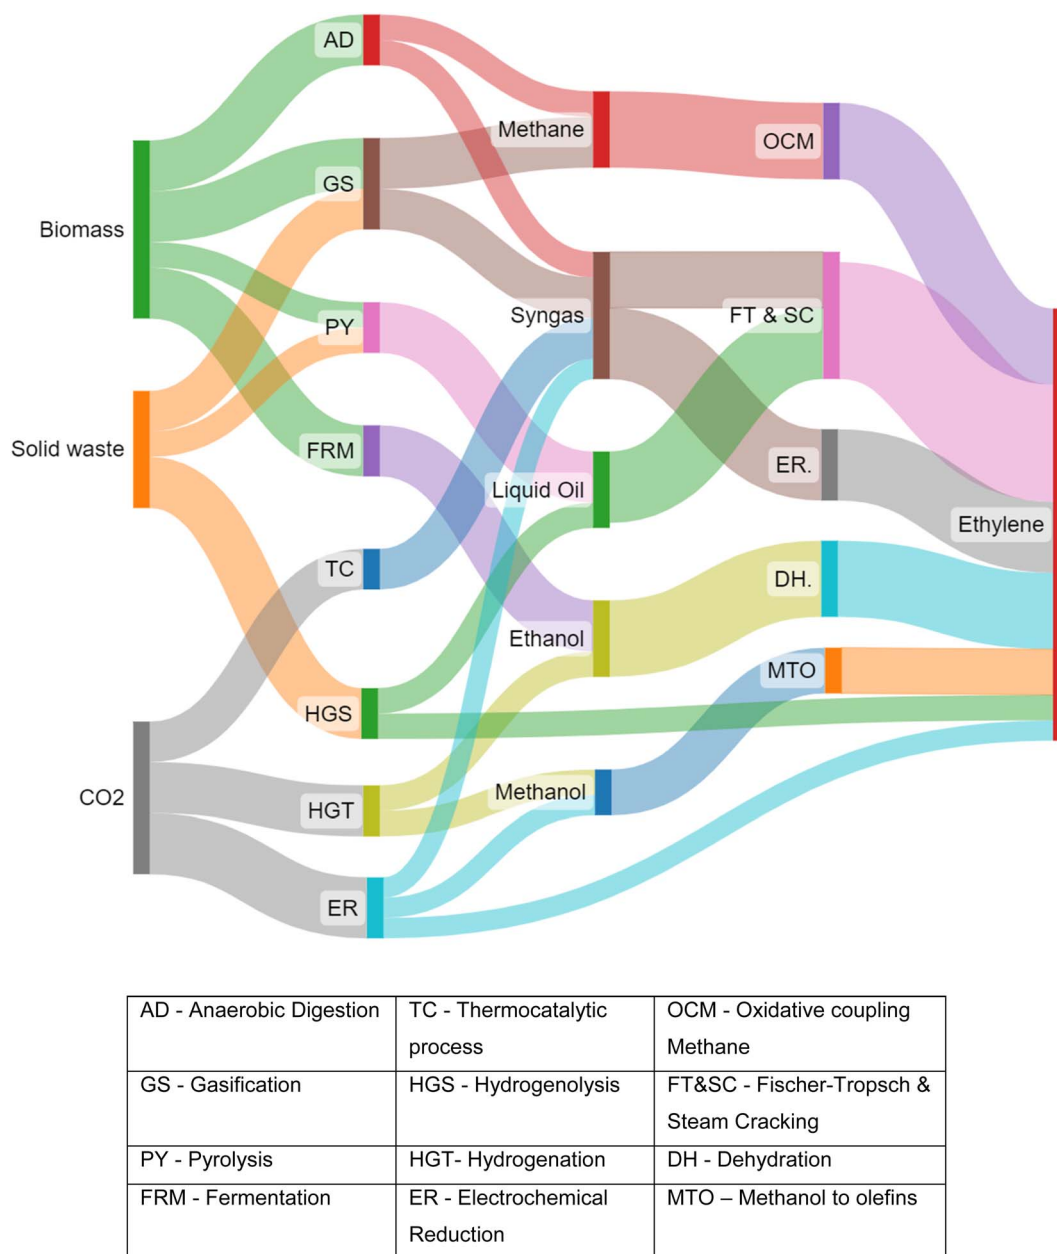 AD
Methane
OCM
GS
Biomass
Syngas
FT & SC
PY
Solid waste
FRM
Liquid Oil
ER.
Ethylene
TC
DH.
Ethanol
MTO
HGS
CO2
HGT
Methanol
ER
AD - Anaerobic Digestion
TC - Thermocatalytic
process
OCM - Oxidative coupling
Methane
GS - Gasification
HGS - Hydrogenolysis
FT&SC - Fischer-Tropsch &
Steam Cracking
PY - Pyrolysis
HGT- Hydrogenation
DH - Dehydration
FRM - Fermentation
ER - Electrochemical
Reduction
MTO – Methanol to olefins